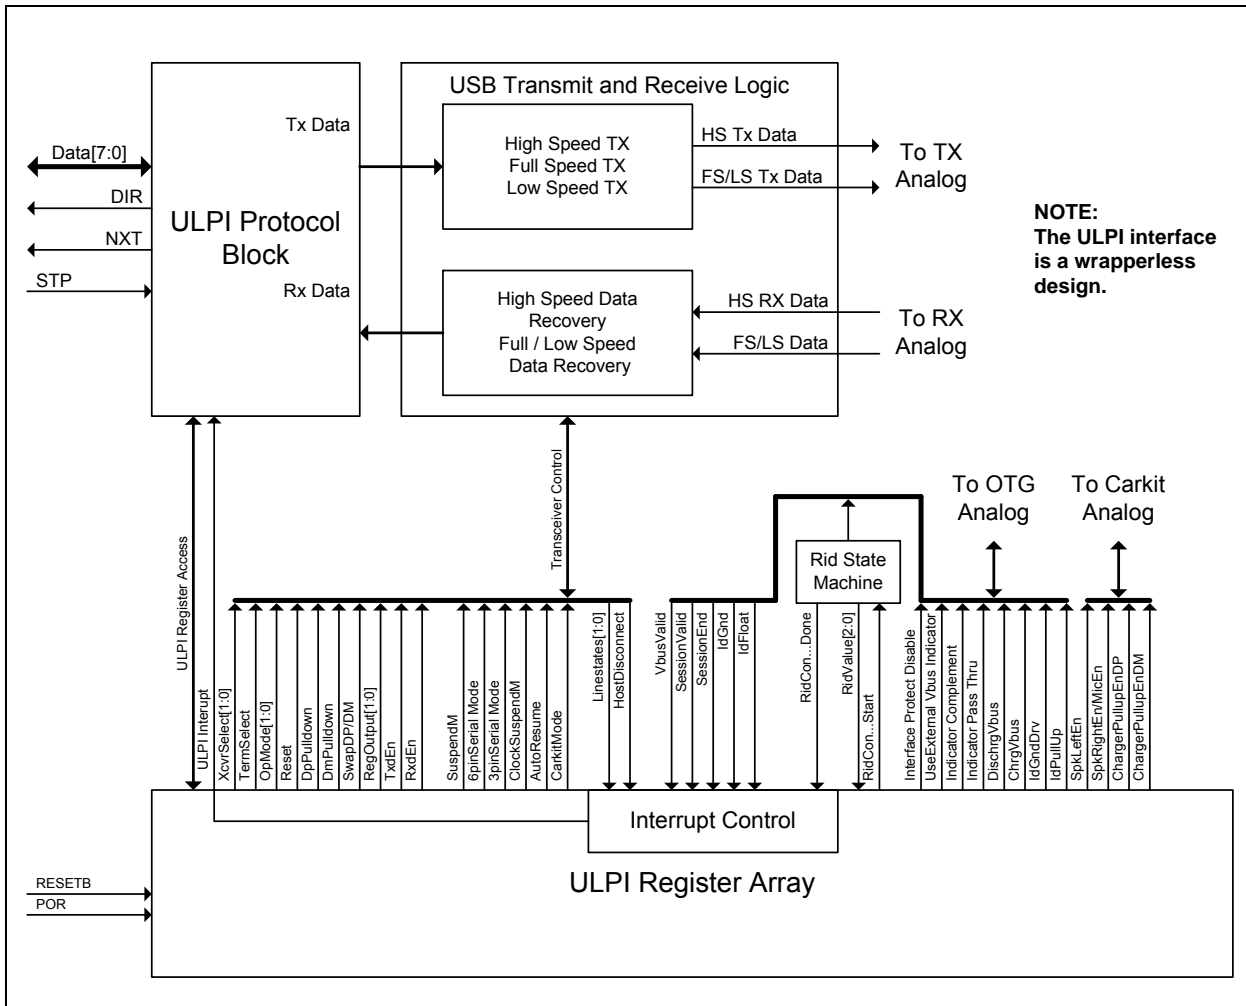 USB Transmit and Receive Logic
Tx Data
High Speed TX
Full Speed TX
Low Speed TX
HS Tx Data
FS/LS Tx Data
To TX
Analog
Data[7:0]
DIR
NXT
STP
ULPI Protocol
Block
Rx Data
High Speed Data
Recovery
Full / Low Speed
Data Recovery
HS RX Data
FS/LS Data
To RX
Analog
NOTE:
The ULPI interface
is a wrapperless
design.
ULPI Register Access
ULPI Interupt
Transceiver Control
XcvrSelect[1:0]
TermSelect
OpMode[1:0]
Reset
DpPulldown
DmPulldown
SwapDP/DM
RegOutput[1:0]
TxdEn
RxdEn
SuspendM
6pinSerial Mode
3pinSerial Mode
ClockSuspendM
AutoResume
CarkitMode
Linestates[1:0]
HostDisconnect
VbusValid
SessionValid
SessionEnd
IdGnd
IdFloat
Rid State
Machine
RidCon...Done
RidValue[2:0]
RidCon...Start
To OTG
Analog
To Carkit
Analog
Interface Protect Disable
UseExternal Vbus Indicator
Indicator Complement
Indicator Pass Thru
DischrgVbus
ChrgVbus
IdGndDrv
IdPullUp
SpkLeftEn
SpkRightEn/MicEn
ChargerPullupEnDP
ChargerPullupEnDM
Interrupt Control
ULPI Register Array
RESETB
POR